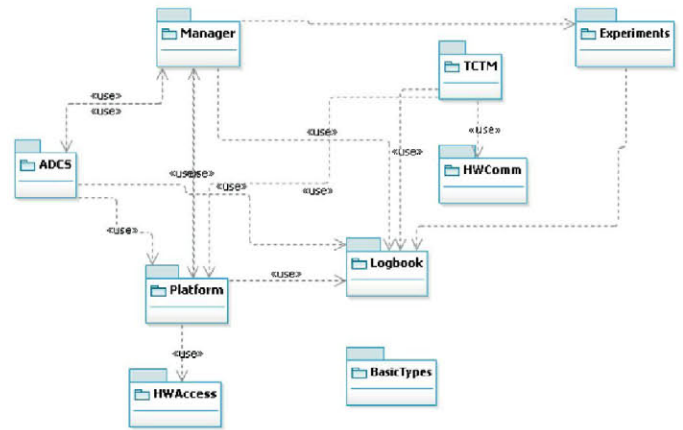 Manager
Experiments
TCTM
«use»
«use»
«use»
«use»
«use»
ADCS
HWComm
«use»
«use»
«use»
«use»
Logbook
Platform
«use»
«use»
BasicTypes
HWAccess